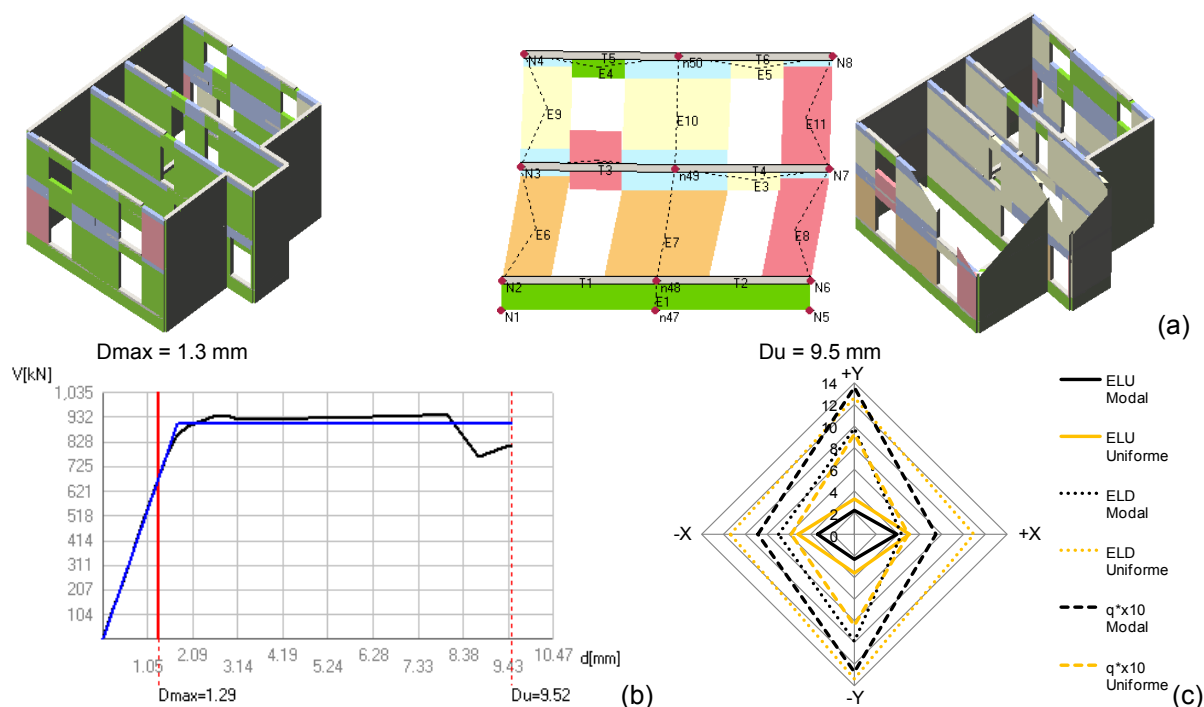 N4
T5
n50
T6
N8
E4
E5
E9
E10
E11
N3
T3
n49
T4
N7
E3
E6
E7
E8
N2
T1
n48
T2
N6
E1
N1
n47
N5
(a)
Dmax = 1.3 mm
Du = 9.5 mm
V[kN]
1,035
932
828
725
621
518
414
311
207
104
1.05
2.09
3.14
4.19
5.24
6.28
7.33
8.38
9.43
10.47
d[mm]
Dmax=1.29
Du=9.52
(b)
+Y
14
12
10
8
6
4
2
0
-X
+X
-Y
ELU
Modal
ELU
Uniforme
ELD
Modal
ELD
Uniforme
q*x10
Modal
q*x10
Uniforme
(c)